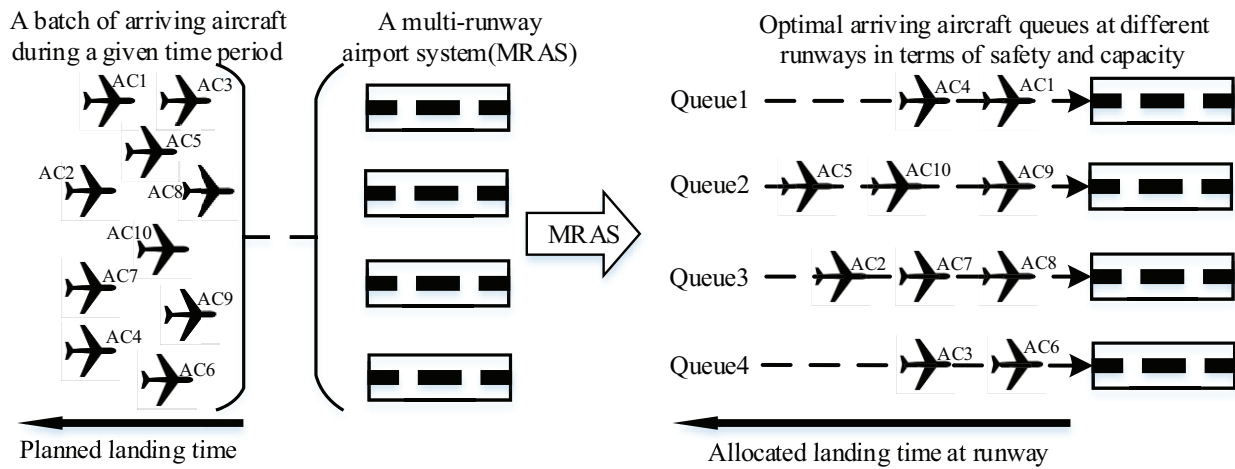 A batch of arriving aircraft
during a given time period
AC1
AC3
AC5
AC2
AC8
AC10
AC7
AC9
AC4
AC6
Planned landing time
A multi-runway
airport system(MRAS)
MRAS
Optimal arriving aircraft queues at different
runways in terms of safety and capacity
Queue1
AC4
AC1
Queue2
AC5
AC10
AC9
Queue3
AC2
AC7
AC8
Queue4
AC3
AC6
Allocated landing time at runway